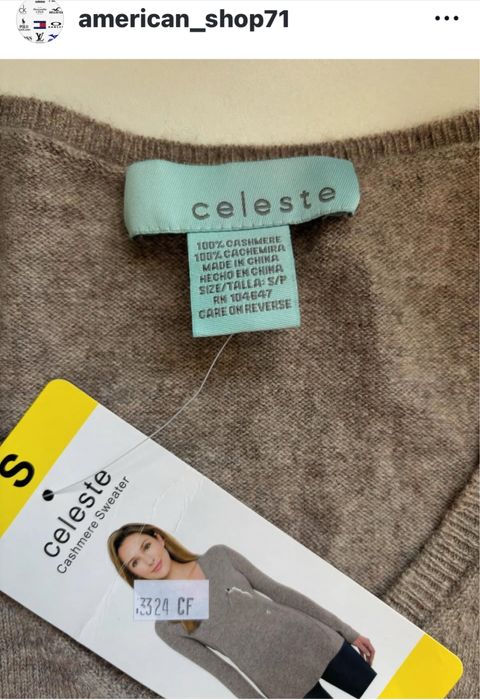 american_shop71
celeste
100% CASHMERE
100% CACHEMIRA
MADE IN CHINA
HECHO EN CHINA
SIZE/TALLA: S/P
RN 104647
CARE ON REVERSE
S
celeste
Cashmere Sweater
3324 CF